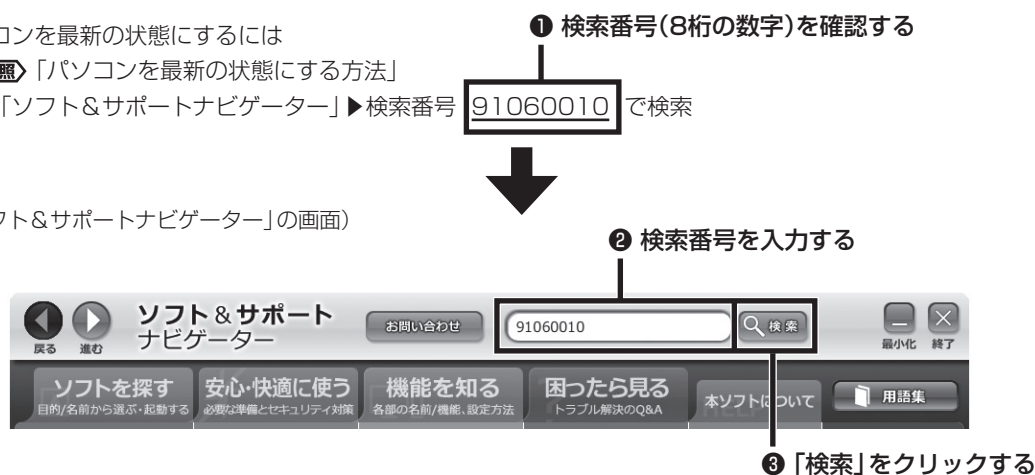 ❶ 検索番号(8桁の数字)を確認する
コンを最新の状態にするには
照「パソコンを最新の状態にする方法」
「ソフト&サポートナビゲーター」▶検索番号 91060010 で検索
フト&サポートナビゲーター」の画面)
❷ 検索番号を入力する
戻る 進む
ソフト&サポート
ナビゲーター
お問い合わせ
91060010
検索
最小化 終了
ソフトを探す 安心・快適に使う 機能を知る 困ったら見る 本ソフトについて 用語集
目的/名前から選ぶ・起動する 必要な準備とセキュリティ対策 各部の名前/機能、設定方法 トラブル解決のQ&A
❸「検索」をクリックする